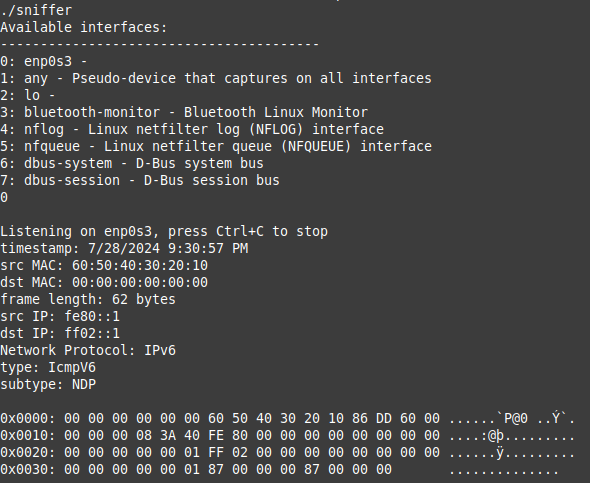 ./sniffer
Available interfaces:
----------------------------------------
0: enp0s3 -
1: any - Pseudo-device that captures on all interfaces
2: lo -
3: bluetooth-monitor - Bluetooth Linux Monitor
4: nflog - Linux netfilter log (NFLOG) interface
5: nfqueue - Linux netfilter queue (NFQUEUE) interface
6: dbus-system - D-Bus system bus
7: dbus-session - D-Bus session bus
0
Listening on enp0s3, press Ctrl+C to stop
timestamp: 7/28/2024 9:30:57 PM
src MAC: 60:50:40:30:20:10
dst MAC: 00:00:00:00:00:00
frame length: 62 bytes
src IP: fe80::1
dst IP: ff02::1
Network Protocol: IPv6
type: IcmpV6
subtype: NDP
0x0000: 00 00 00 00 00 00 60 50 40 30 20 10 86 DD 60 00 ......`P@0 ..Ý`.
0x0010: 00 00 00 08 3A 40 FE 80 00 00 00 00 00 00 00 00 ....:@þ.........
0x0020: 00 00 00 00 00 01 FF 02 00 00 00 00 00 00 00 00 ......ÿ.........
0x0030: 00 00 00 00 00 01 87 00 00 00 87 00 00 00 ..............